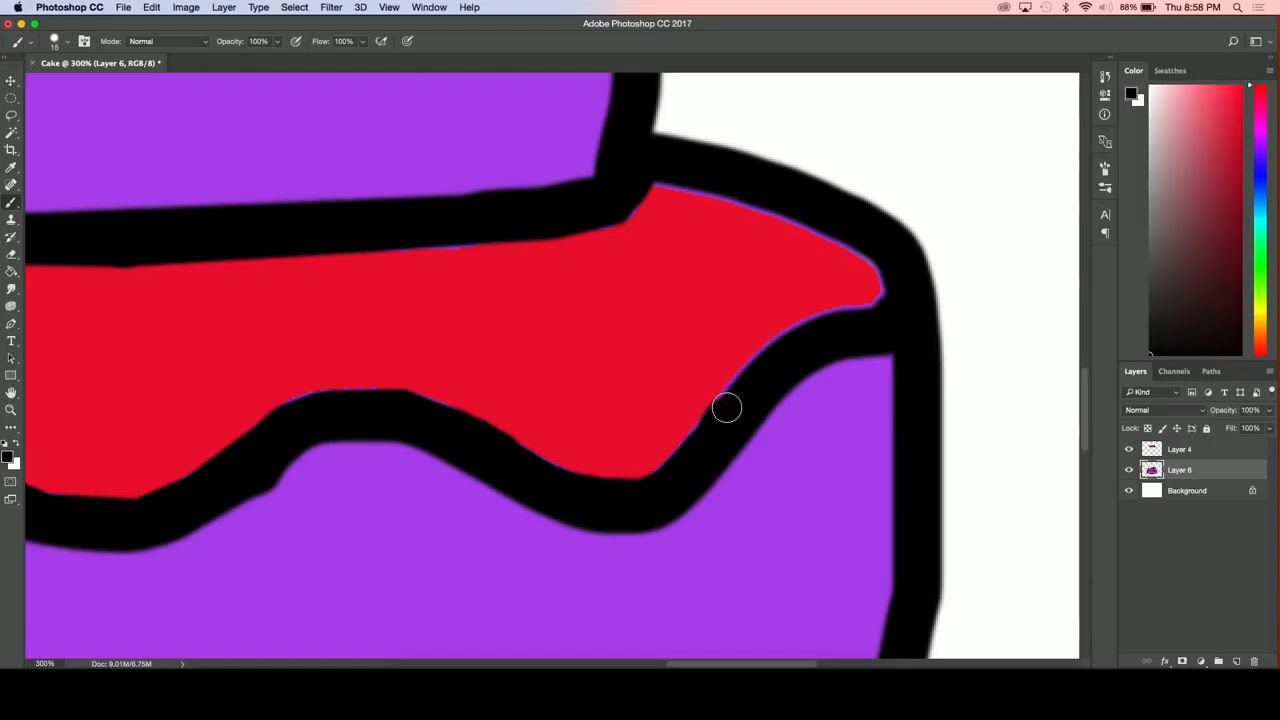 Photoshop CC File Edit Image Layer Type Select Filter 3D View Window Help 88% Thu 8:58 PM
Adobe Photoshop CC 2017
15 Mode: Normal Opacity: 100% Flow: 100%
Cake @ 300% (Layer 6, RGB/8) *
Color Swatches
Layers Channels Paths
Kind
Normal Opacity: 100%
Lock: Fill: 100%
Layer 4
Layer 6
Background
300% Doc: 9.01M/6.75M